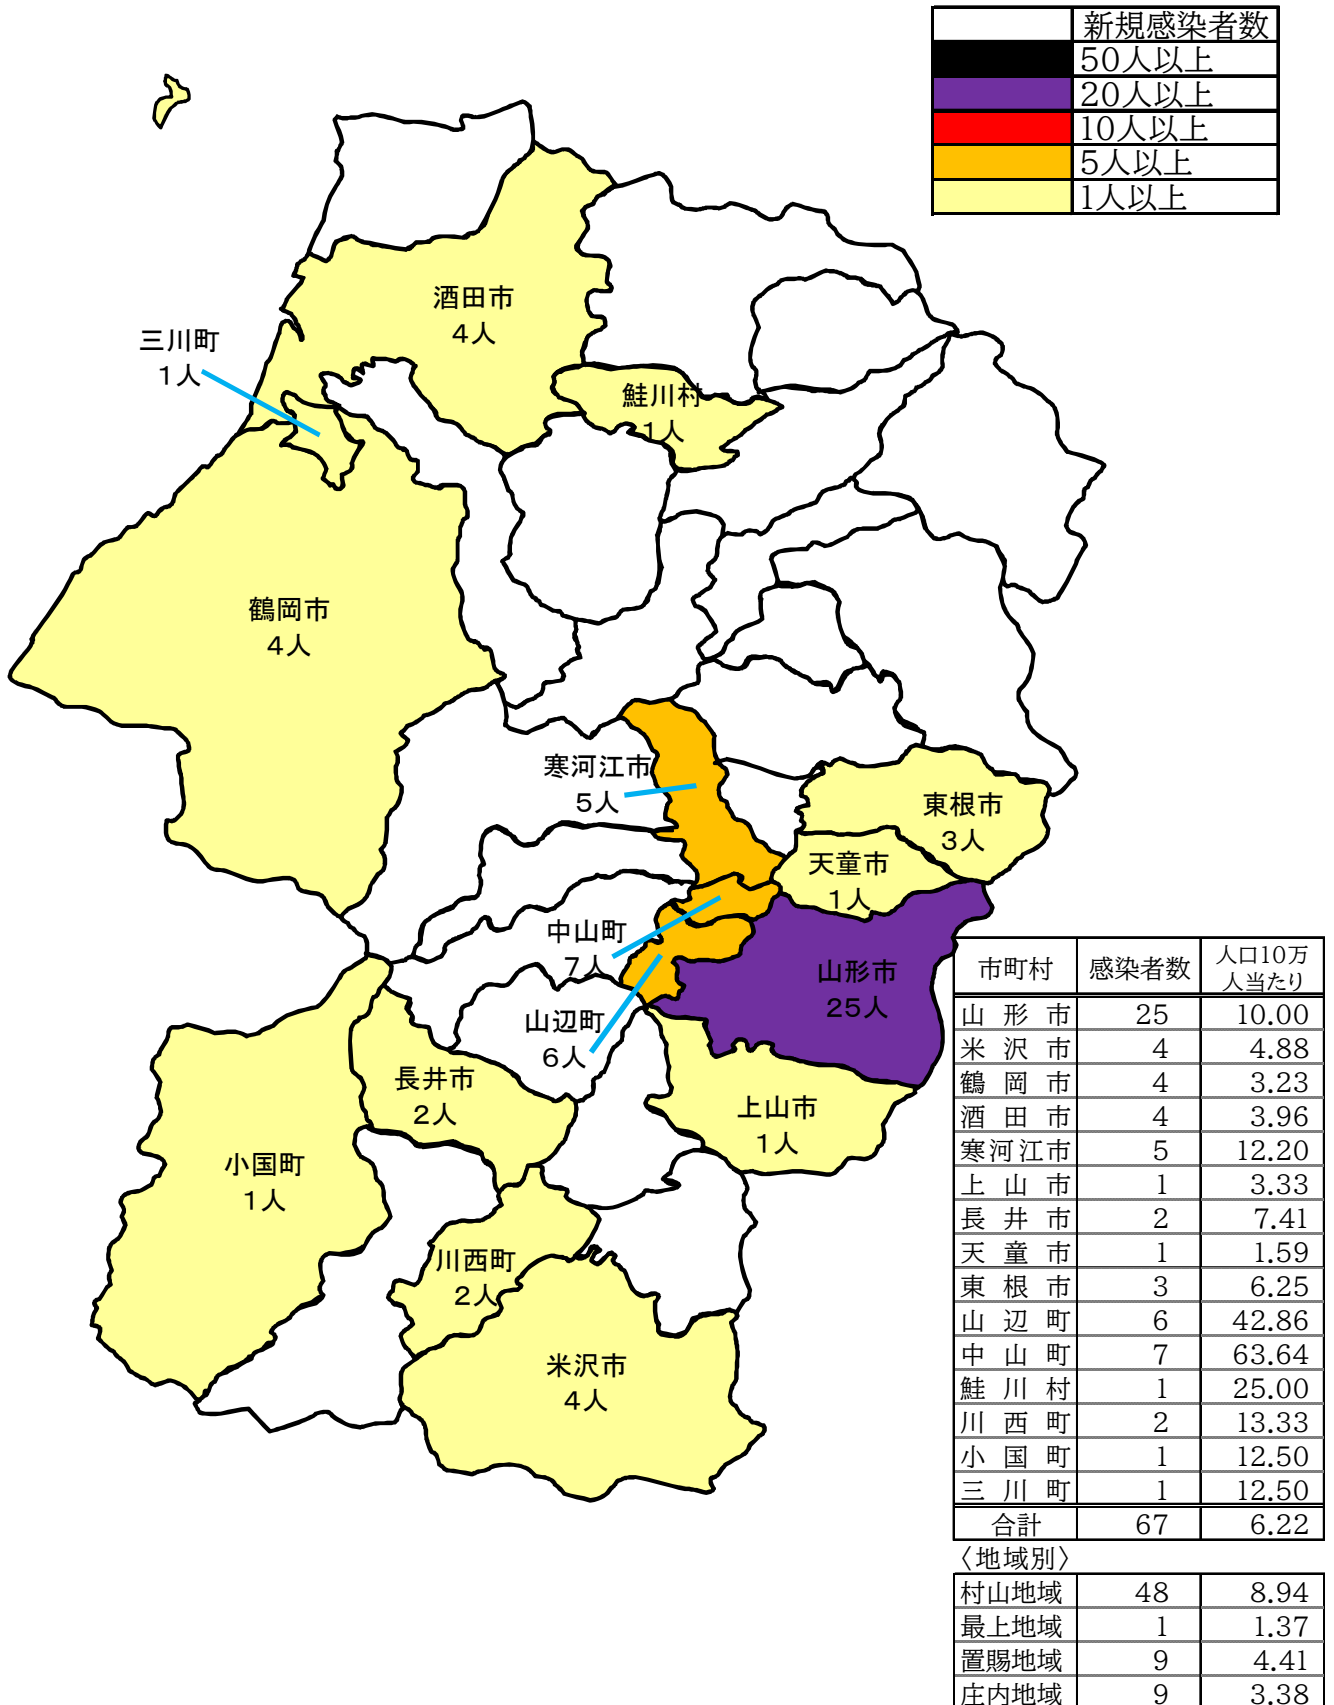 新規感染者数
50人以上
20人以上
10人以上
5人以上
1人以上
酒田市
4人
三川町
1人
鮭川村
1人
鶴岡市
4人
寒河江市
5人
東根市
3人
天童市
1人
中山町
7人
山形市
25人
山辺町
6人
長井市
2人
上山市
1人
小国町
1人
川西町
2人
米沢市
4人
市町村 感染者数 人口10万人当たり
山形市 25 10.00
米沢市 4 4.88
鶴岡市 4 3.23
酒田市 4 3.96
寒河江市 5 12.20
上山市 1 3.33
長井市 2 7.41
天童市 1 1.59
東根市 3 6.25
山辺町 6 42.86
中山町 7 63.64
鮭川村 1 25.00
川西町 2 13.33
小国町 1 12.50
三川町 1 12.50
合計 67 6.22
〈地域別〉
村山地域 48 8.94
最上地域 1 1.37
置賜地域 9 4.41
庄内地域 9 3.38